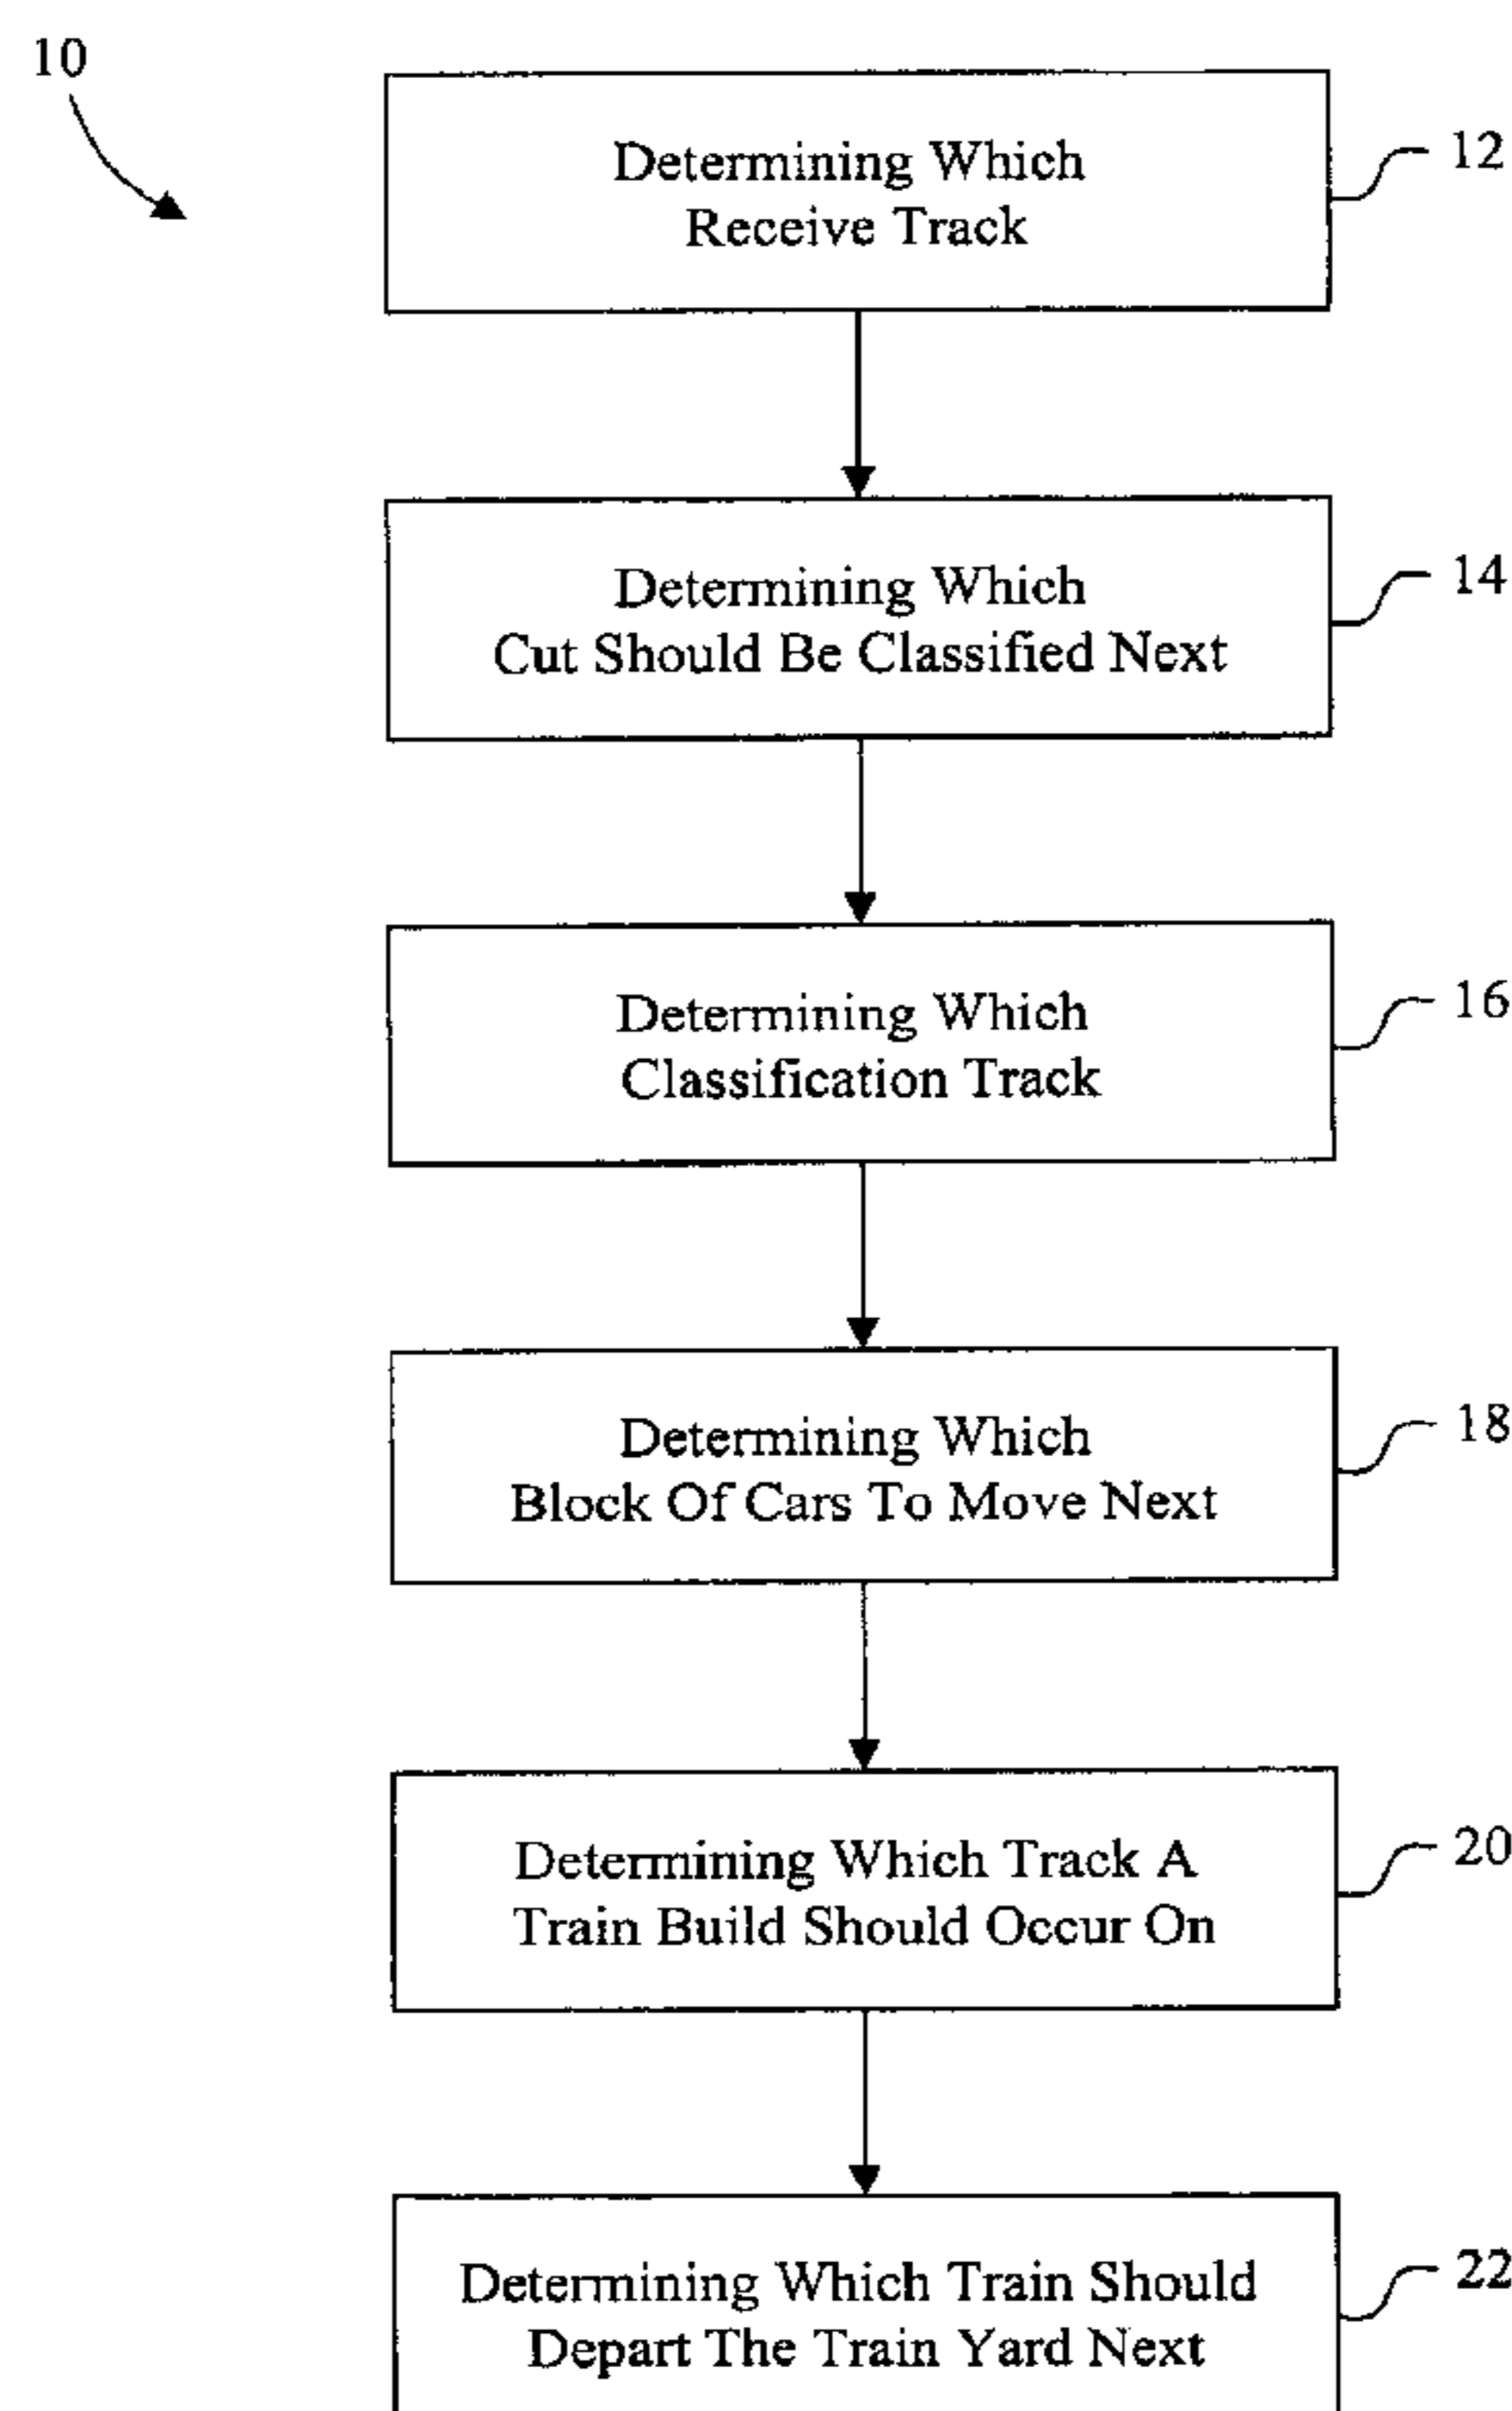 10
Determining Which
Receive Track
12
Determining Which
Cut Should Be Classified Next
14
Determining Which
Classification Track
16
Determining Which
Block Of Cars To Move Next
18
Determining Which Track A
Train Build Should Occur On
20
Determining Which Train Should
Depart The Train Yard Next
22